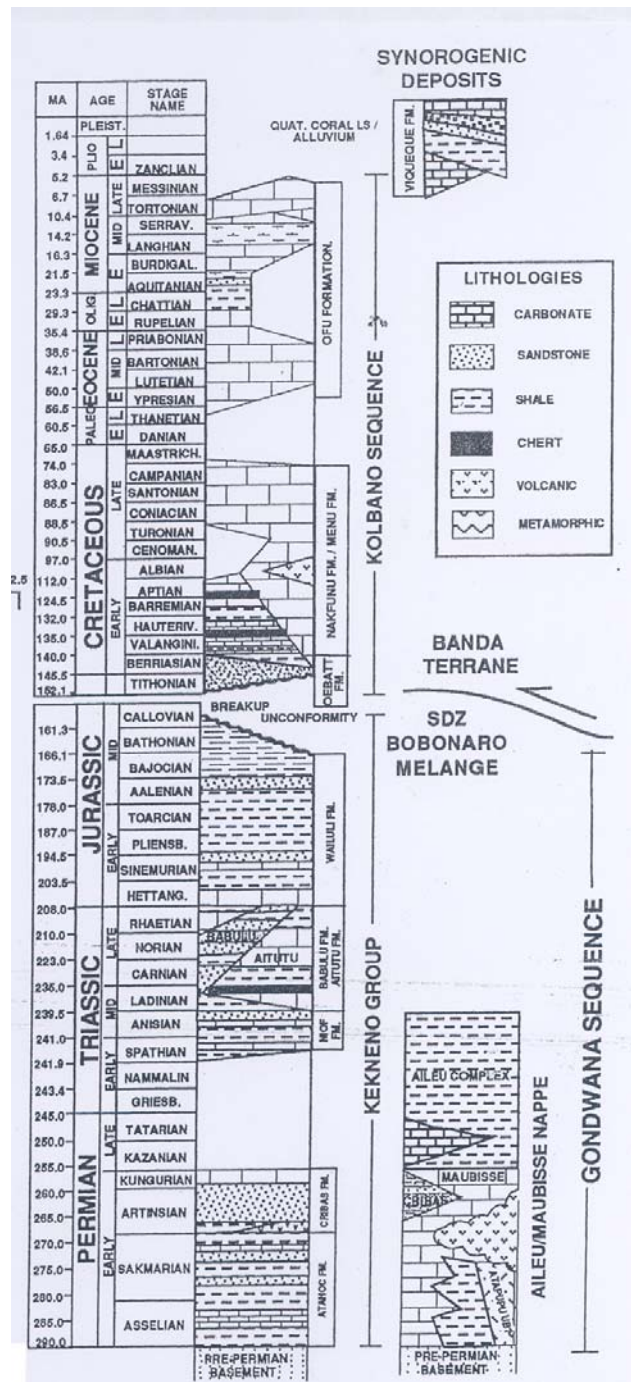 SYNOROGENIC
DEPOSITS
MA
AGE
STAGE
NAME
PLEIST.
1.64
PLIO
L
3.4
E
ZANCLIAN
5.2
QUAT. CORAL LS /
ALLUVIUM
VIQUEQUE FM.
MIOCENE
LATE
MESSINIAN
6.7
TORTONIAN
10.4
MID
SERRAV.
14.2
LANGHIAN
16.3
E
BURDIGAL.
21.5
AQUITANIAN
23.3
OLIG.
L
CHATTIAN
29.3
E
RUPELIAN
35.4
EOCENE
L
PRIABONIAN
38.6
MID
BARTONIAN
42.1
LUTETIAN
50.0
E
YPRESIAN
56.5
PALEO
L
THANETIAN
60.5
E
DANIAN
65.0
OFU FORMATION.
CRETACEOUS
LATE
MAASTRICH.
74.0
CAMPANIAN
83.0
SANTONIAN
CONIACIAN
88.5
TURONIAN
90.5
CENOMAN.
97.0
EARLY
ALBIAN
112.0
2.5
APTIAN
124.5
BARREMIAN
132.0
HAUTERIV.
135.0
VALANGINI.
140.0
BERRIASIAN
145.5
TITHONIAN
152.1
NAKFUNU FM. / MENU FM.
OEBATT
FM.
KOLBANO SEQUENCE
LITHOLOGIES
CARBONATE
SANDSTONE
SHALE
CHERT
VOLCANIC
METAMORPHIC
BANDA
TERRANE
SDZ
BOBONARO
MELANGE
BREAKUP
UNCONFORMITY
JURASSIC
MID
CALLOVIAN
161.3
BATHONIAN
166.1
BAJOCIAN
173.5
AALENIAN
178.0
EARLY
TOARCIAN
187.0
PLIENSB.
194.5
SINEMURIAN
203.5
HETTANG.
208.0
WAILULI FM.
TRIASSIC
LATE
RHAETIAN
210.0
NORIAN
223.0
CARNIAN
235.0
MID
LADINIAN
239.5
ANISIAN
241.0
EARLY
SPATHIAN
241.9
NAMMALIN
243.4
GRIESB.
245.0
BABULU
AITUTU
BABULU FM.
AITUTU FM.
NIOF
FM.
KEKNENO GROUP
PERMIAN
LATE
TATARIAN
250.0
KAZANIAN
255.0
EARLY
KUNGURIAN
260.0
ARTINSIAN
265.0
270.0
SAKMARIAN
275.0
280.0
ASSELIAN
285.0
290.0
CRIBAS FM.
ATAHOC FM.
PRE-PERMIAN
BASEMENT
AILEU COMPLEX
MAUBISSE
CRIBAS
PRE-PERMIAN
BASEMENT
AILEU/MAUBISSE NAPPE
GONDWANA SEQUENCE